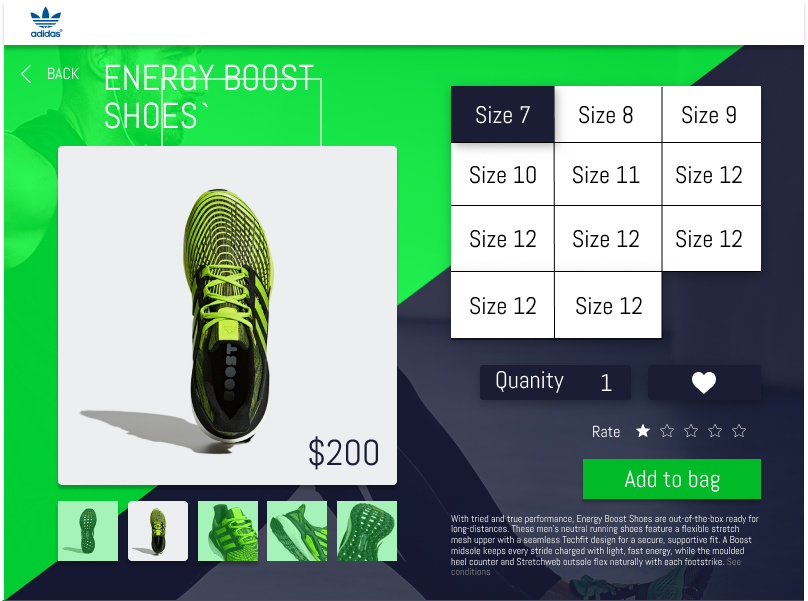 adidas
BACK
ENERGY BOOST
SHOES`
Size 7
Size 8
Size 9
Size 10
Size 11
Size 12
Size 12
Size 12
Size 12
Size 12
Size 12
BOOST
$200
Quanity 1
Rate
Add to bag
With tried and true performance, Energy Boost Shoes are out-of-the-box ready for
long-distances. These men's neutral running shoes feature a flexible stretch
mesh upper with a seamless Techfit design for a secure, supportive fit. A Boost
midsole keeps every stride charged with light, fast energy, while the moulded
heel counter and Stretchweb outsole flex naturally with each footstrike. See
conditions